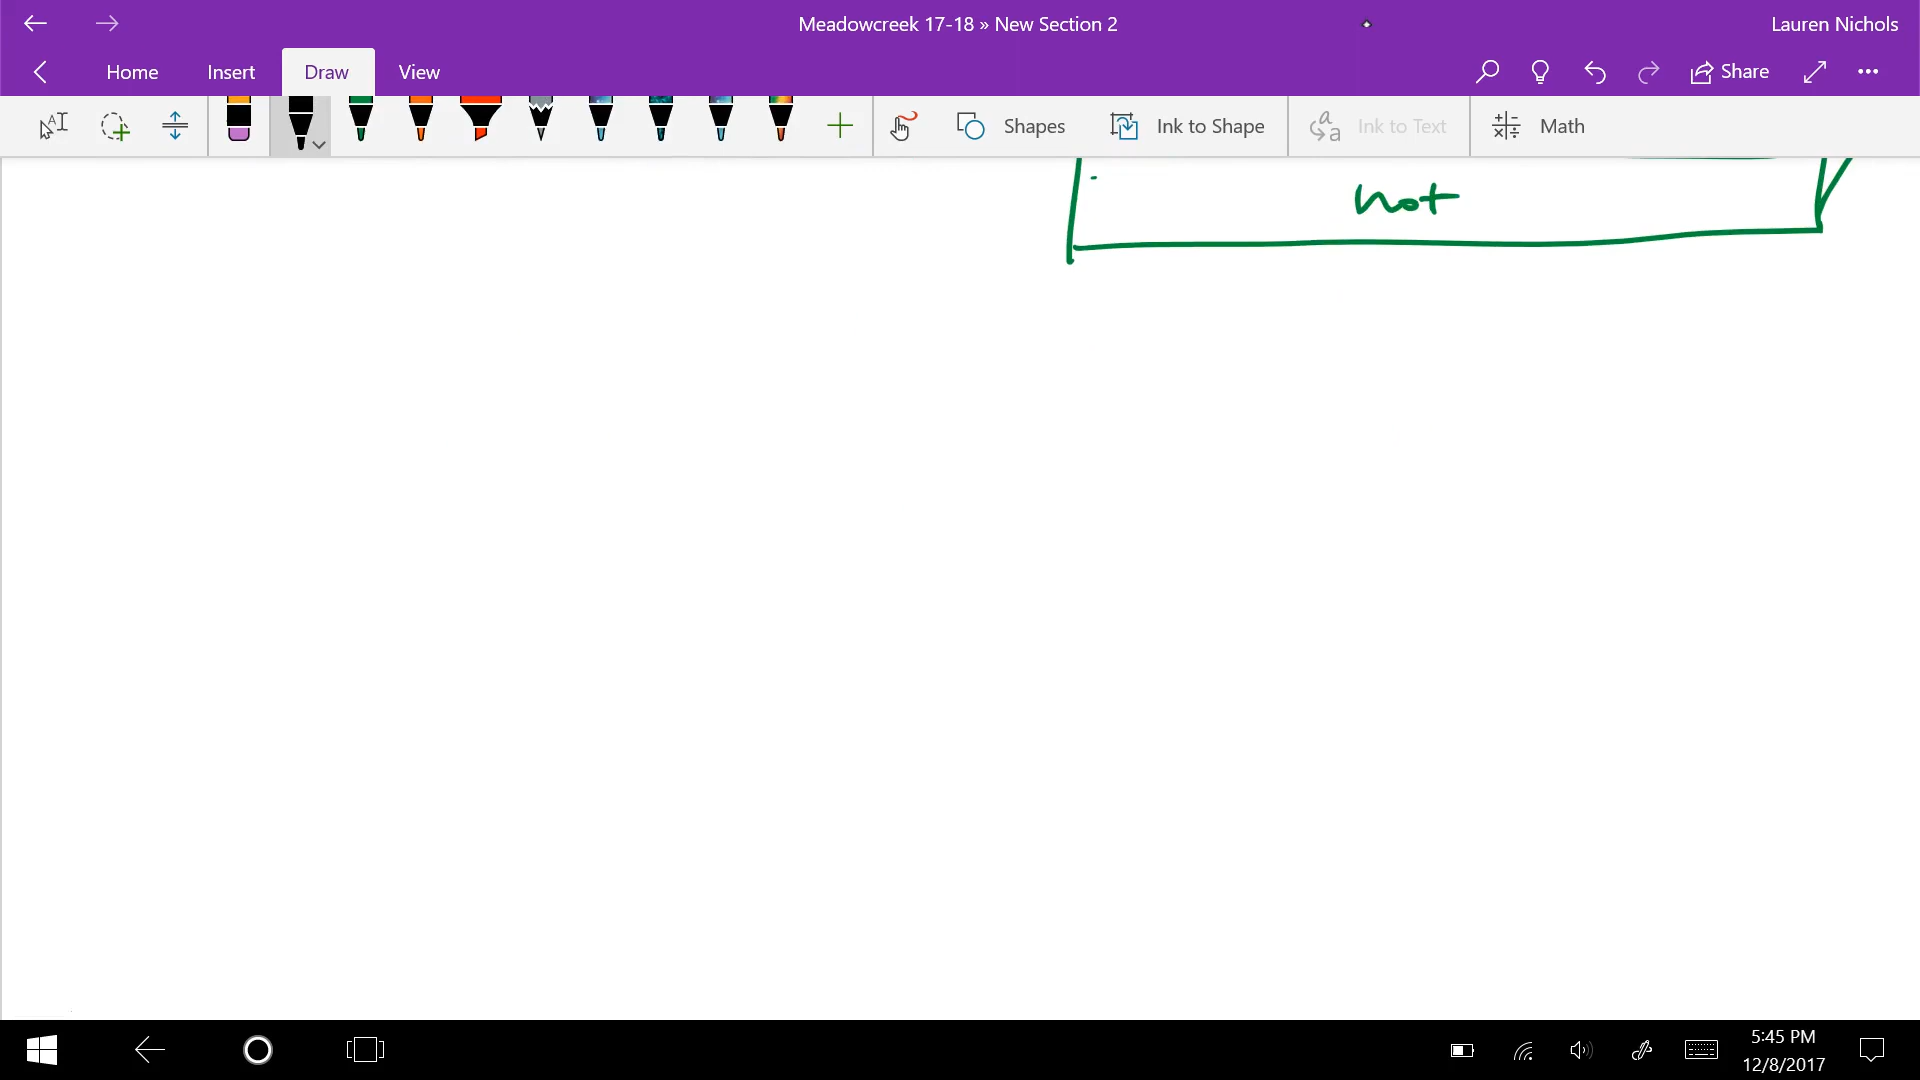 Meadowcreek 17-18 » New Section 2
Lauren Nichols
Home Insert Draw View
Share
Shapes Ink to Shape Ink to Text Math
not
5:45 PM
12/8/2017